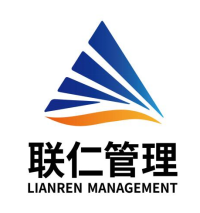 联仁管理
LIANREN MANAGEMENT